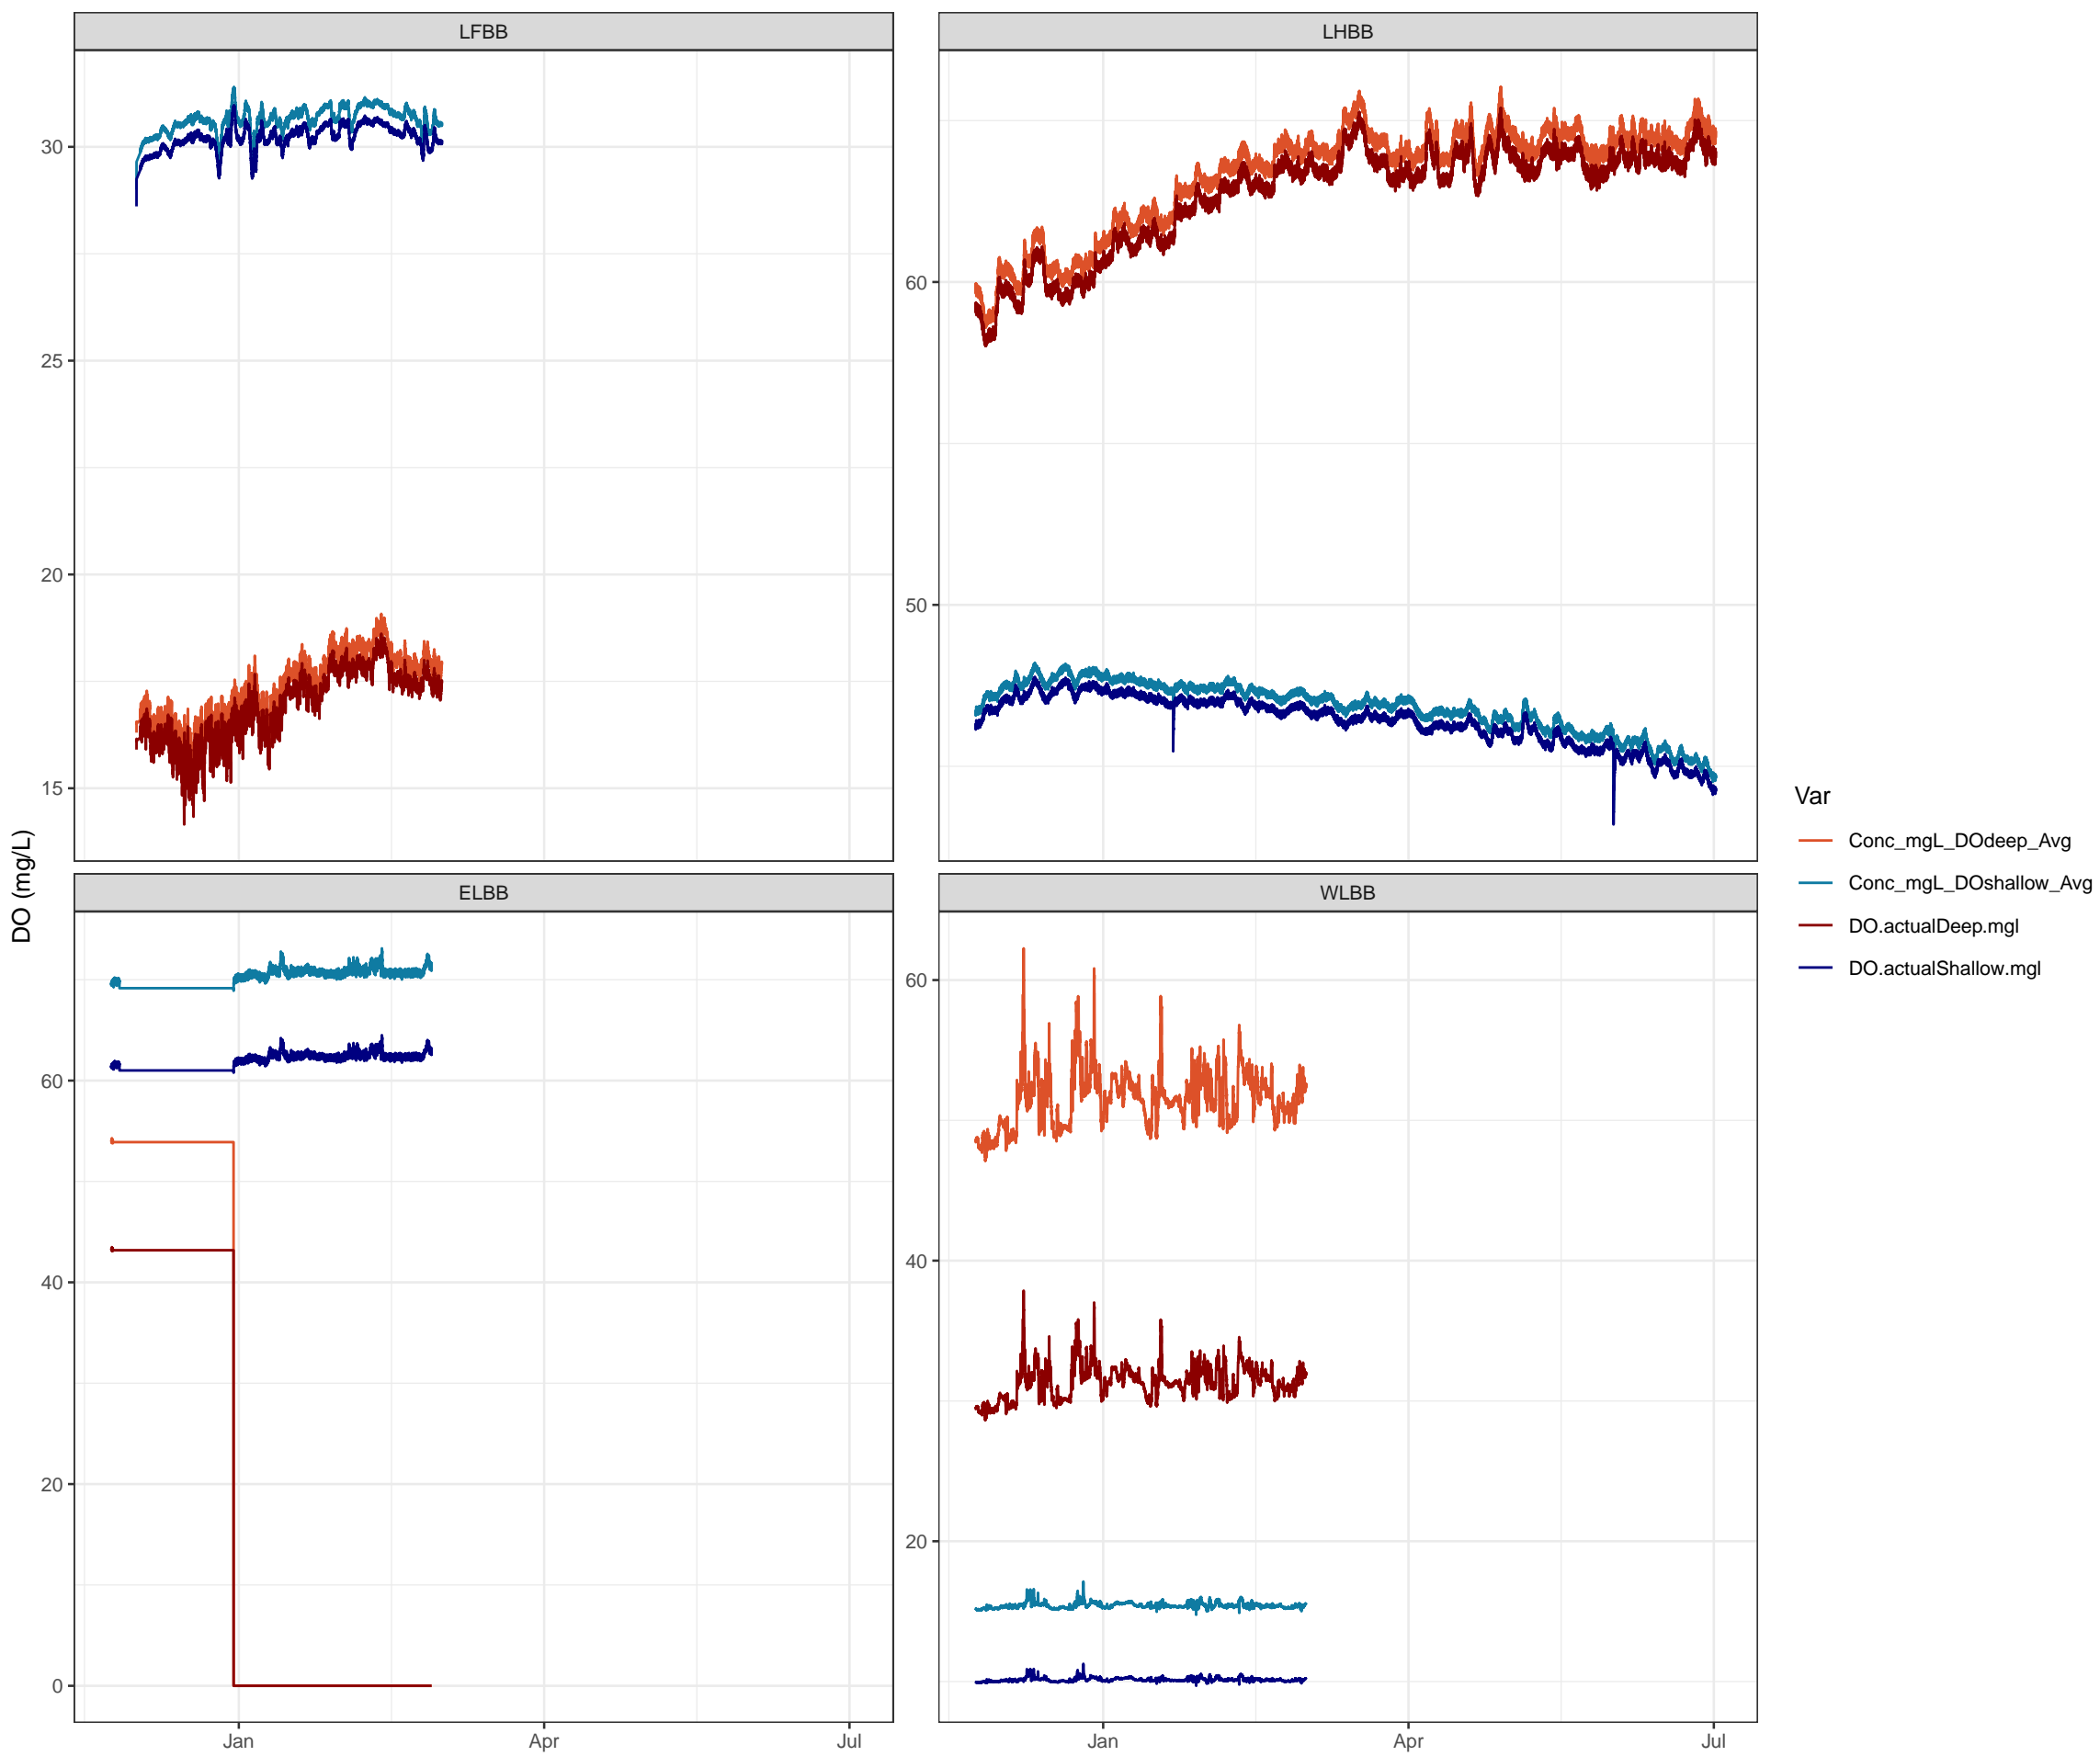 LFBB
LHBB
30
25
20
15
60
50
DO (mg/L)
ELBB
WLBB
60
40
20
0
60
40
20
Jan
Apr
Jul
Jan
Apr
Jul
Var
Conc_mgL_DOdeep_Avg
Conc_mgL_DOshallow_Avg
DO.actualDeep.mgl
DO.actualShallow.mgl